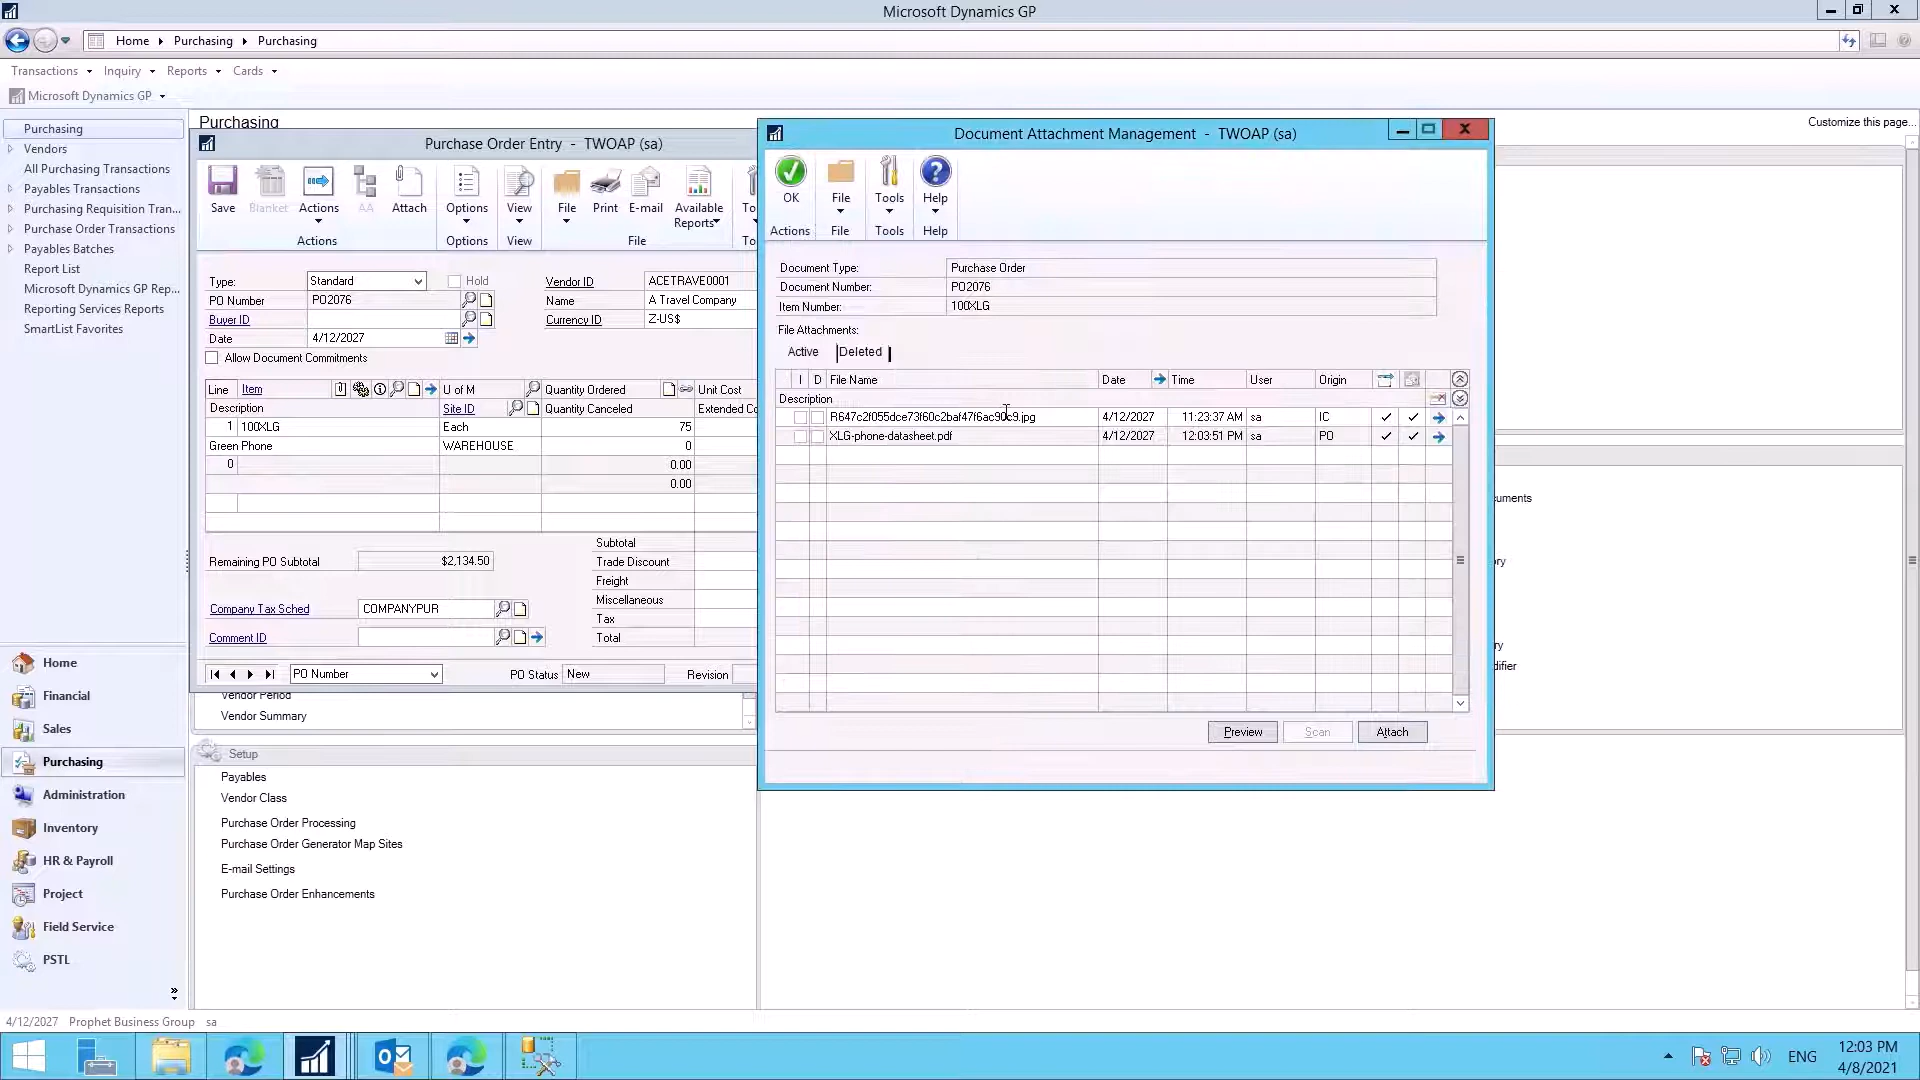 Microsoft Dynamics GP
Home
Purchasing
Purchasing
Transactions
Inquiry
Reports
Cards
Microsoft Dynamics GP
Purchasing
Vendors
All Purchasing Transactions
Payables Transactions
Purchasing Requisition Tran...
Purchase Order Transactions
Payables Batches
Report List
Microsoft Dynamics GP Rep...
Reporting Services Reports
SmartList Favorites
Home
Financial
Sales
Purchasing
Administration
Inventory
HR & Payroll
Project
Field Service
PSTL
Purchasing
Customize this page...
Purchase Order Entry - TWOAP (sa)
Save
Blanket
Actions
AA
Attach
Options
View
File
Print
E-mail
Available Reports
To
Actions
Options
View
File
To
Type:
Standard
Hold
PO Number
PO2076
Buyer ID
Date
4/12/2027
Allow Document Commitments
Vendor ID
ACETRAVE0001
Name
A Travel Company
Currency ID
Z-US$
Line
Item
U of M
Quantity Ordered
Unit Cost
Description
Site ID
Quantity Canceled
Extended Co
1
100XLG
Each
75
Green Phone
WAREHOUSE
0
0
0.00
0.00
Remaining PO Subtotal
$2,134.50
Company Tax Sched
COMPANYPUR
Comment ID
Subtotal
Trade Discount
Freight
Miscellaneous
Tax
Total
PO Number
PO Status
New
Revision
Vendor Period
Vendor Summary
Setup
Payables
Vendor Class
Purchase Order Processing
Purchase Order Generator Map Sites
E-mail Settings
Purchase Order Enhancements
Document Attachment Management - TWOAP (sa)
OK
File
Tools
Help
Actions
File
Tools
Help
Document Type:
Purchase Order
Document Number:
PO2076
Item Number:
100XLG
File Attachments:
Active
Deleted
I
D
File Name
Date
Time
User
Origin
Description
R647c2f055dce73f60c2baf47f6ac90c9.jpg
4/12/2027
11:23:37 AM
sa
IC
XLG-phone-datasheet.pdf
4/12/2027
12:03:51 PM
sa
PO
Preview
Scan
Attach
uments
ry
ry
difier
4/12/2027
Prophet Business Group
sa
ENG
12:03 PM
4/8/2021